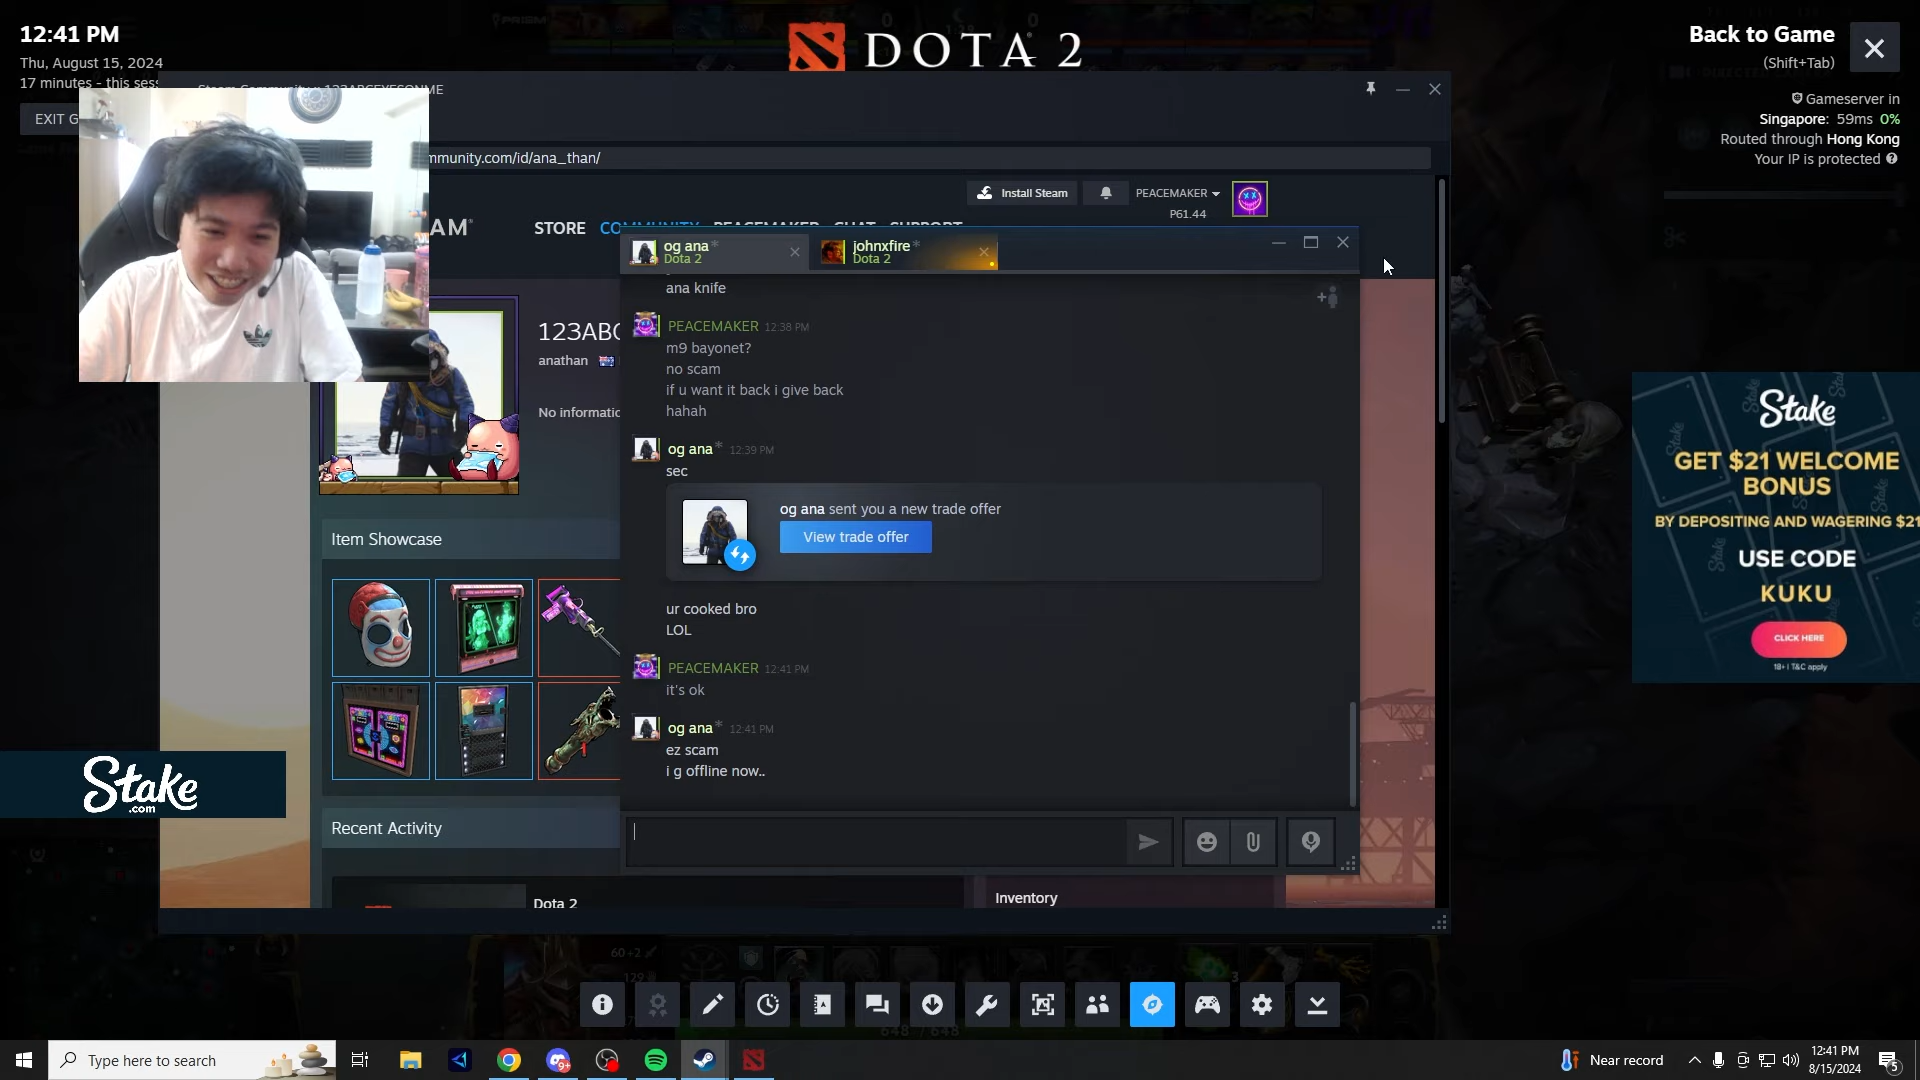 12:41 PM
Thu, August 15, 2024
17 minutes - this ses
EXIT G
DOTA 2
Back to Game
(Shift+Tab)
Gameserver in
Singapore: 59ms 0%
Routed through Hong Kong
Your IP is protected
mmunity.com/id/ana_than/
Install Steam
PEACEMAKER
P61.44
AM
STORE
og ana*
Dota 2
johnxfire*
Dota 2
ana knife
PEACEMAKER 12:38 PM
m9 bayonet?
no scam
if u want it back i give back
hahah
og ana* 12:39 PM
sec
og ana sent you a new trade offer
View trade offer
ur cooked bro
LOL
PEACEMAKER 12:41 PM
it's ok
og ana* 12:41 PM
ez scam
i g offline now..
123ABC
anathan
No informatio
Item Showcase
Recent Activity
Dota 2
Inventory
Stake
.com
Stake
GET $21 WELCOME
BONUS
BY DEPOSITING AND WAGERING $21
USE CODE
KUKU
CLICK HERE
18+ | T&C apply
648 / 648
Type here to search
Near record
12:41 PM
8/15/2024
5